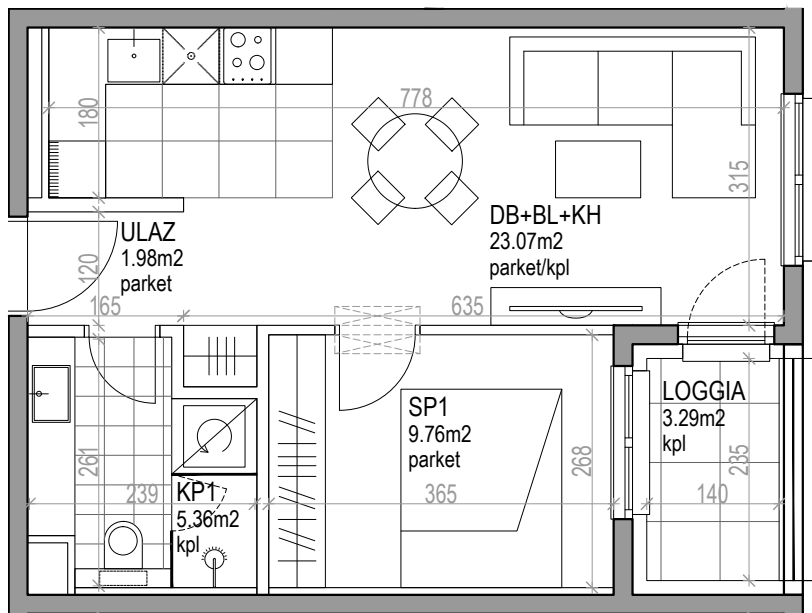 778
180
315
DB+BL+KH
23.07m2
parket/kpl
ULAZ
1.98m2
parket
120
165
635
SP1
9.76m2
parket
LOGGIA
3.29m2
kpl
261
268
235
239
KP1
5.36m2
kpl
365
140